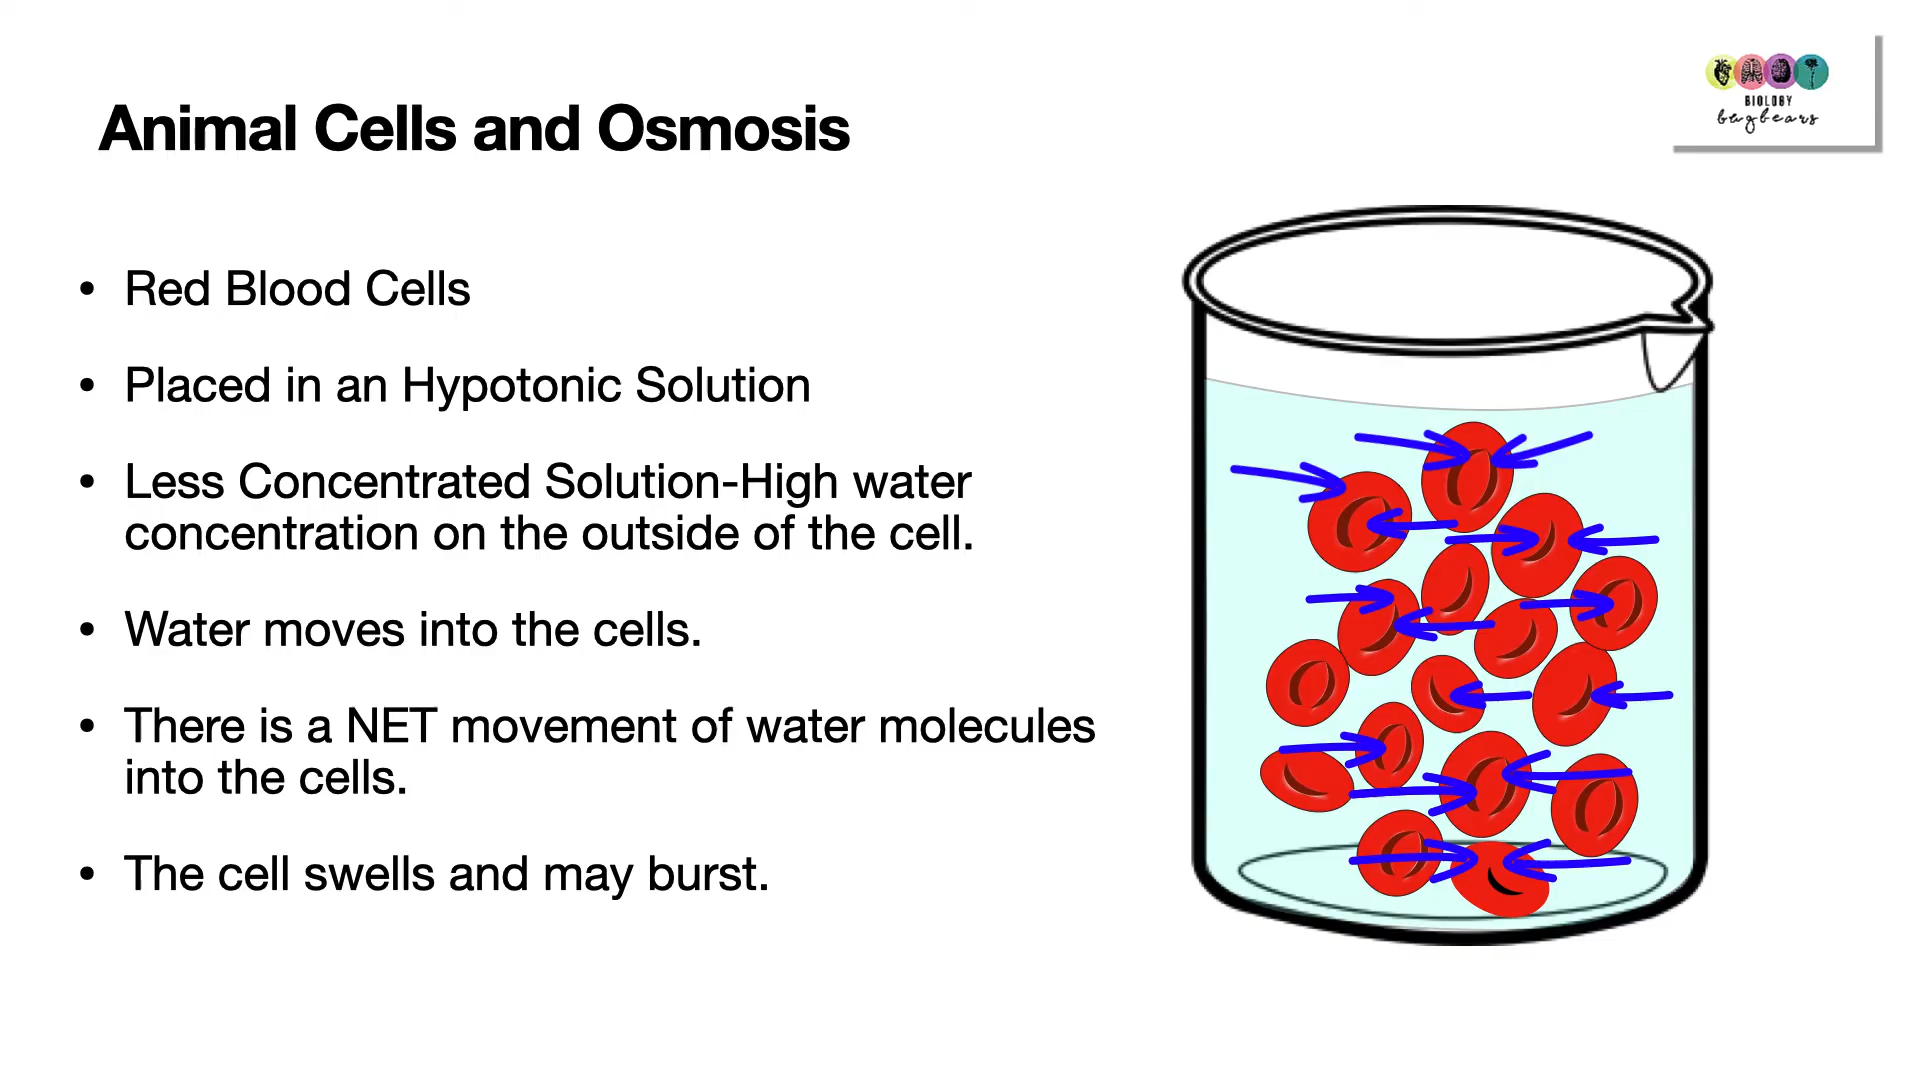 BIOLOGY
bugbears
Animal Cells and Osmosis
• Red Blood Cells
• Placed in an Hypotonic Solution
• Less Concentrated Solution-High water
concentration on the outside of the cell.
• Water moves into the cells.
• There is a NET movement of water molecules
into the cells.
• The cell swells and may burst.